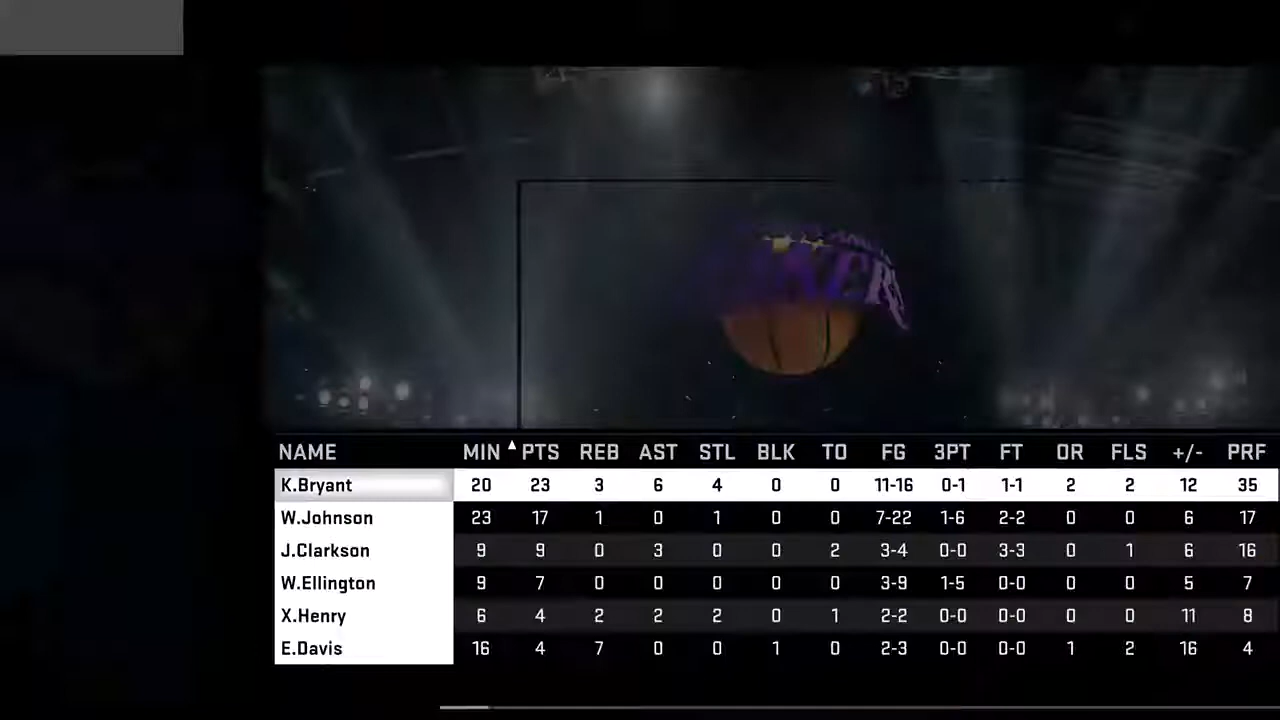 NAME MIN PTS REB AST STL BLK TO FG 3PT FT OR FLS +/- PRF
K.Bryant 20 23 3 6 4 0 0 11-16 0-1 1-1 2 2 12 35
W.Johnson 23 17 1 0 1 0 0 7-22 1-6 2-2 0 0 6 17
J.Clarkson 9 9 0 3 0 0 2 3-4 0-0 3-3 0 1 6 16
W.Ellington 9 7 0 0 0 0 0 3-9 1-5 0-0 0 0 5 7
X.Henry 6 4 2 2 2 0 1 2-2 0-0 0-0 0 0 11 8
E.Davis 16 4 7 0 0 1 0 2-3 0-0 0-0 1 2 16 4